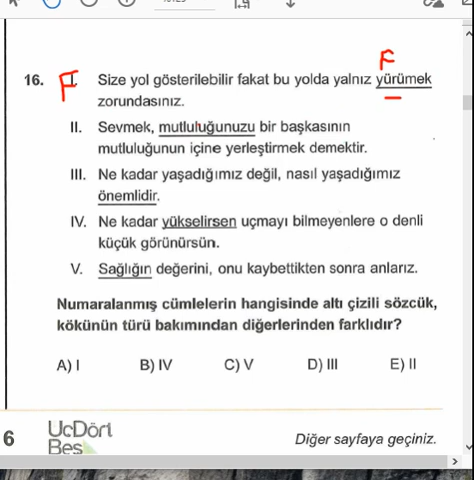 F
16. I. Size yol gösterilebilir fakat bu yolda yalnız yürümek
F
zorundasınız.
II. Sevmek, mutluluğunuzu bir başkasının
mutluluğunun içine yerleştirmek demektir.
III. Ne kadar yaşadığımız değil, nasıl yaşadığımız
önemlidir.
IV. Ne kadar yükselirsen uçmayı bilmeyenlere o denli
küçük görünürsün.
V. Sağlığın değerini, onu kaybettikten sonra anlarız.
Numaralanmış cümlelerin hangisinde altı çizili sözcük,
kökünün türü bakımından diğerlerinden farklıdır?
A) I B) IV C) V D) III E) II
6 UcDört
Bes
Diğer sayfaya geçiniz.